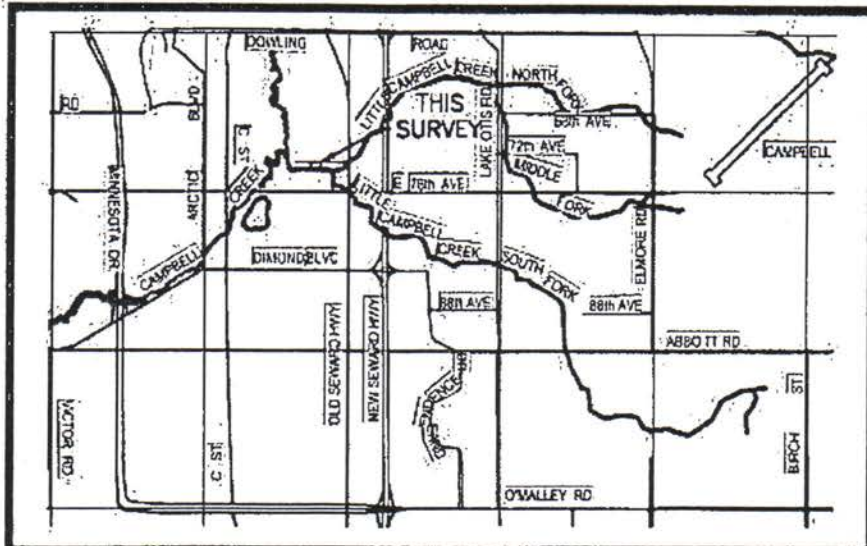 DOWLING
ROAD
RD
BLVD
ARCTIC
C ST
MINNESOTA DR.
LITTLE CAMPBELL CREEK NORTH FORK
THIS
SURVEY
LAKE OTIS RD
68th AVE
72nd AVE
CAMPBELL
MIDDLE
FORK
E 76th AVE
ELMORE RD
CAMPBELL CREEK
LITTLE CAMPBELL CREEK SOUTH FORK
DIMOND BLVD
88th AVE
88th AVE
ABBOTT RD
OLD SEWARD HWY
NEW SEWARD HWY
VICTOR RD
C ST
O'MALLEY RD
BIRCH
ST